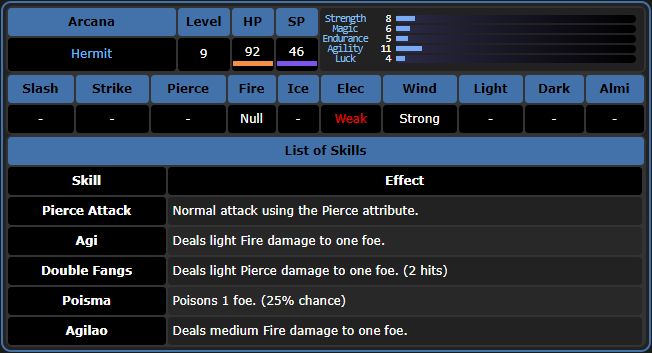 Arcana Level HP SP
Hermit 9 92 46
Strength 8
Magic 6
Endurance 5
Agility 11
Luck 4
Slash Strike Pierce Fire Ice Elec Wind Light Dark Almi
- - - Null - Weak Strong - - -
List of Skills
Skill Effect
Pierce Attack Normal attack using the Pierce attribute.
Agi Deals light Fire damage to one foe.
Double Fangs Deals light Pierce damage to one foe. (2 hits)
Poisma Poisons 1 foe. (25% chance)
Agilao Deals medium Fire damage to one foe.